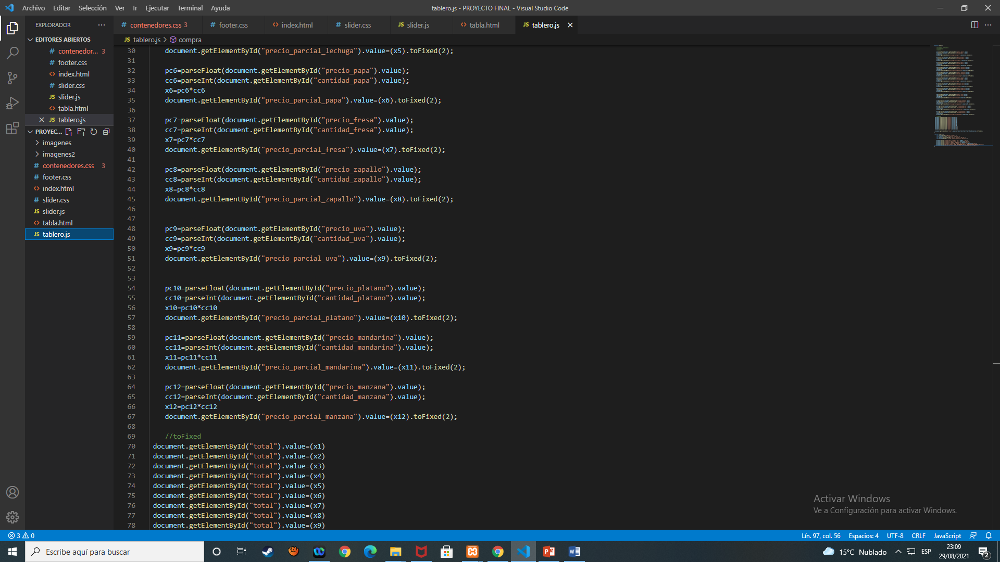 Archivo Editar Selección Ver Ir Ejecutar Terminal Ayuda
tablero.js - PROYECTO FINAL - Visual Studio Code
EXPLORADOR
contenedores.css 3
footer.css
index.html
slider.css
JS slider.js
tabla.html
JS tablero.js
EDITORES ABIERTOS
# contenedor... 3
# footer.css
<> index.html
# slider.css
JS slider.js
<> tabla.html
JS tablero.js
PROYEC...
imagenes
imagenes2
# contenedores.css 3
# footer.css
<> index.html
# slider.css
JS slider.js
<> tabla.html
JS tablero.js
JS tablero.js > compra
30 document.getElementById("precio_parcial_lechuga").value=(x5).toFixed(2);
31
32 pc6=parseFloat(document.getElementById("precio_papa").value);
33 cc6=parseInt(document.getElementById("cantidad_papa").value);
34 x6=pc6*cc6
35 document.getElementById("precio_parcial_papa").value=(x6).toFixed(2);
36
37 pc7=parseFloat(document.getElementById("precio_fresa").value);
38 cc7=parseInt(document.getElementById("cantidad_fresa").value);
39 x7=pc7*cc7
40 document.getElementById("precio_parcial_fresa").value=(x7).toFixed(2);
41
42 pc8=parseFloat(document.getElementById("precio_zapallo").value);
43 cc8=parseInt(document.getElementById("cantidad_zapallo").value);
44 x8=pc8*cc8
45 document.getElementById("precio_parcial_zapallo").value=(x8).toFixed(2);
46
47
48 pc9=parseFloat(document.getElementById("precio_uva").value);
49 cc9=parseInt(document.getElementById("cantidad_uva").value);
50 x9=pc9*cc9
51 document.getElementById("precio_parcial_uva").value=(x9).toFixed(2);
52
53
54 pc10=parseFloat(document.getElementById("precio_platano").value);
55 cc10=parseInt(document.getElementById("cantidad_platano").value);
56 x10=pc10*cc10
57 document.getElementById("precio_parcial_platano").value=(x10).toFixed(2);
58
59 pc11=parseFloat(document.getElementById("precio_mandarina").value);
60 cc11=parseInt(document.getElementById("cantidad_mandarina").value);
61 x11=pc11*cc11
62 document.getElementById("precio_parcial_mandarina").value=(x11).toFixed(2);
63
64 pc12=parseFloat(document.getElementById("precio_manzana").value);
65 cc12=parseInt(document.getElementById("cantidad_manzana").value);
66 x12=pc12*cc12
67 document.getElementById("precio_parcial_manzana").value=(x12).toFixed(2);
68
69 //toFixed
70 document.getElementById("total").value=(x1)
71 document.getElementById("total").value=(x2)
72 document.getElementById("total").value=(x3)
73 document.getElementById("total").value=(x4)
74 document.getElementById("total").value=(x5)
75 document.getElementById("total").value=(x6)
76 document.getElementById("total").value=(x7)
77 document.getElementById("total").value=(x8)
78 document.getElementById("total").value=(x9)
Activar Windows
Ve a Configuración para activar Windows.
3 0
Lín. 97, col. 56 Espacios: 4 UTF-8 CRLF JavaScript
Escribe aquí para buscar
15°C Nublado
ESP
23:09
29/08/2021
2